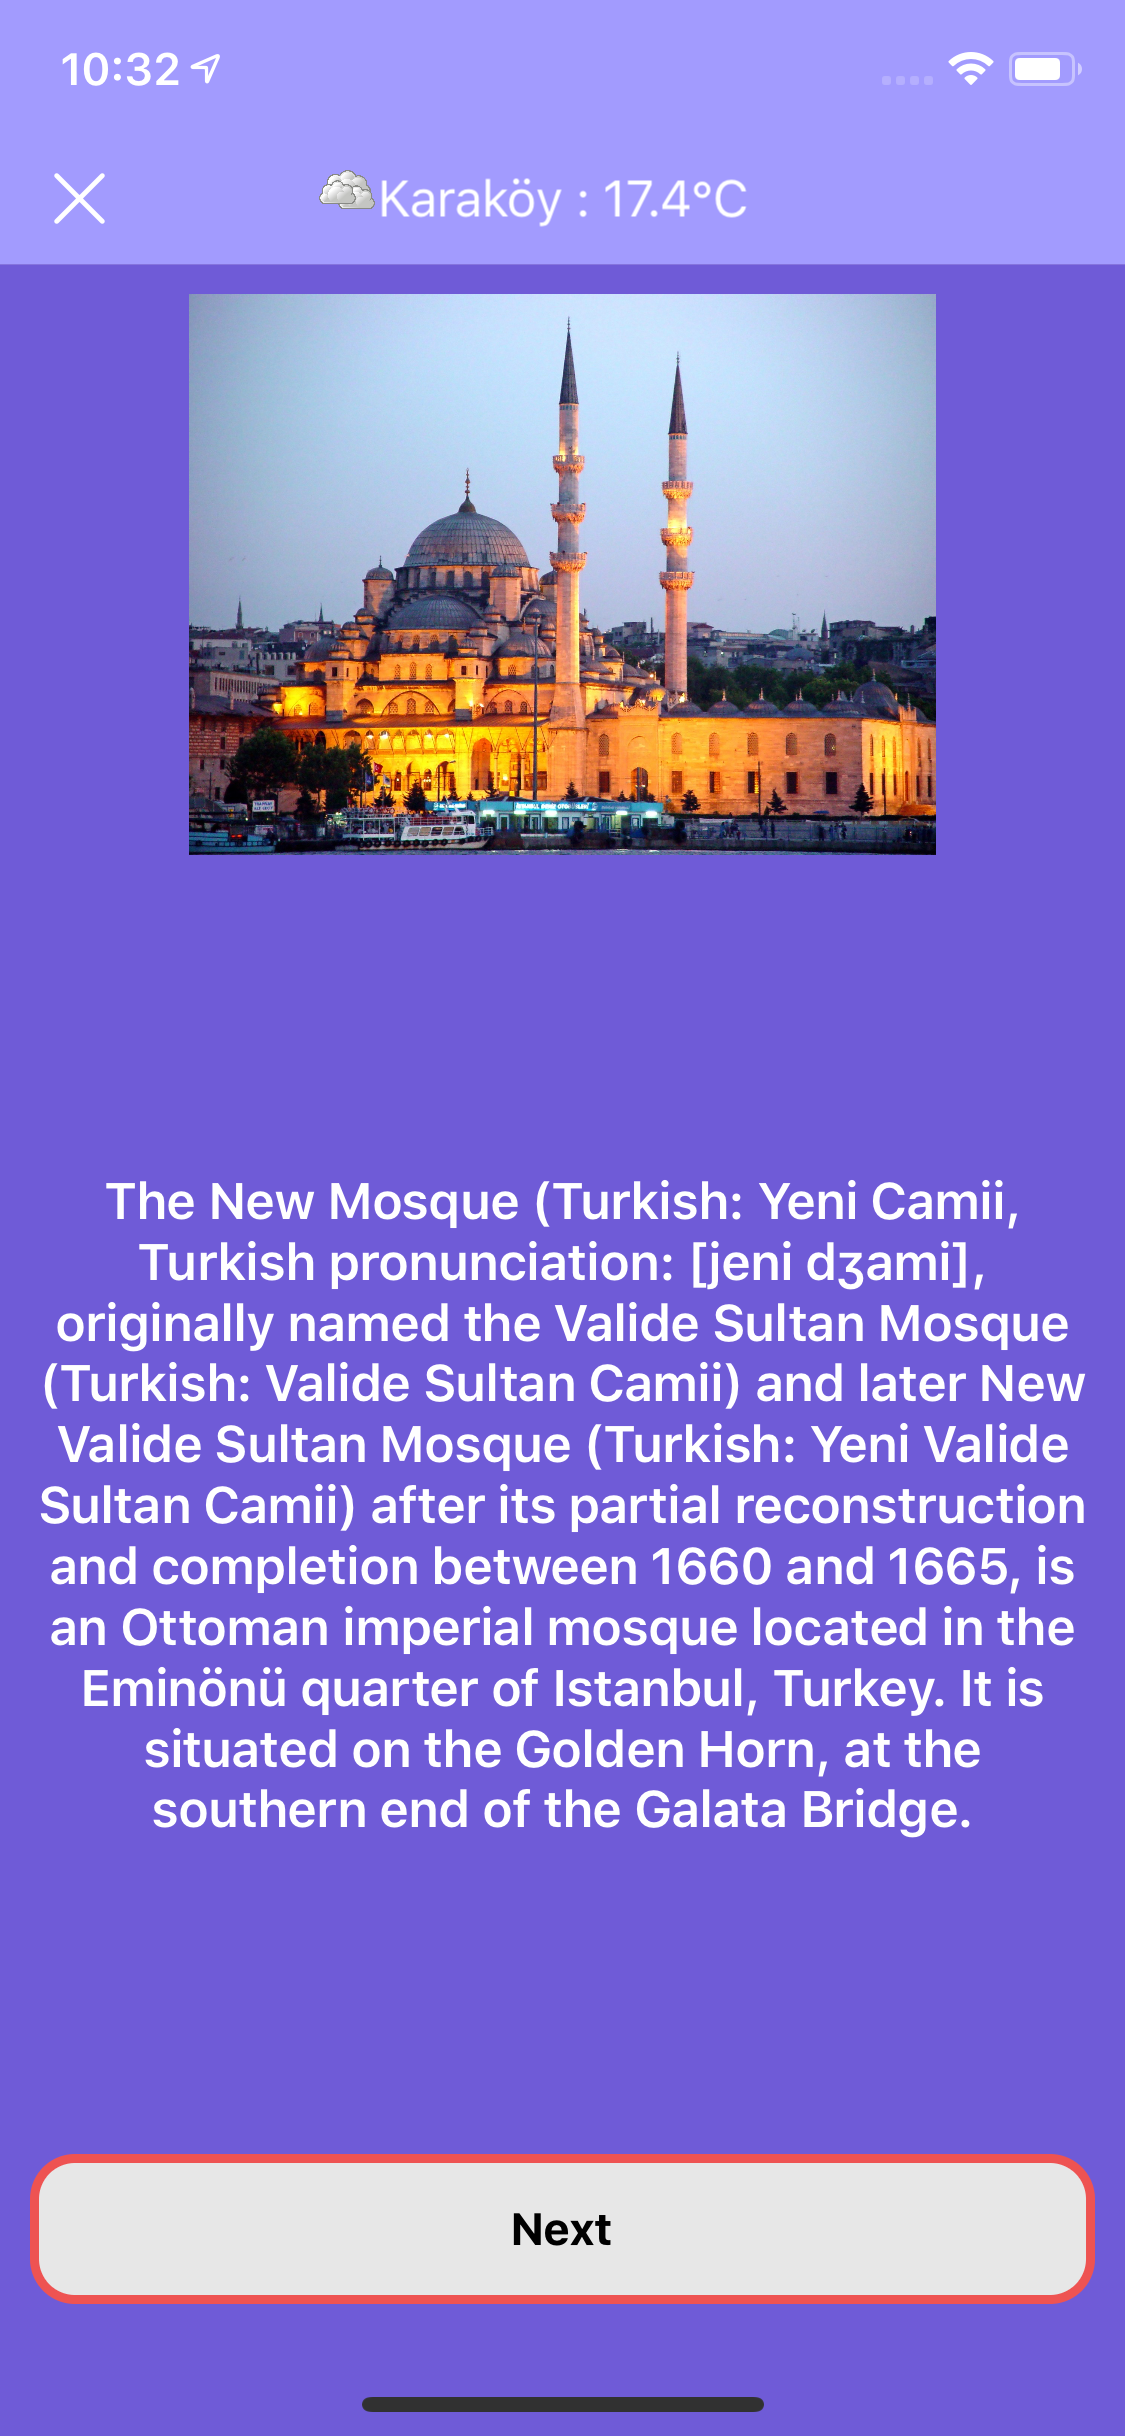 10:32
Karaköy : 17.4°C
The New Mosque (Turkish: Yeni Camii,
Turkish pronunciation: [jeni dʒami],
originally named the Valide Sultan Mosque
(Turkish: Valide Sultan Camii) and later New
Valide Sultan Mosque (Turkish: Yeni Valide
Sultan Camii) after its partial reconstruction
and completion between 1660 and 1665, is
an Ottoman imperial mosque located in the
Eminönü quarter of Istanbul, Turkey. It is
situated on the Golden Horn, at the
southern end of the Galata Bridge.
Next